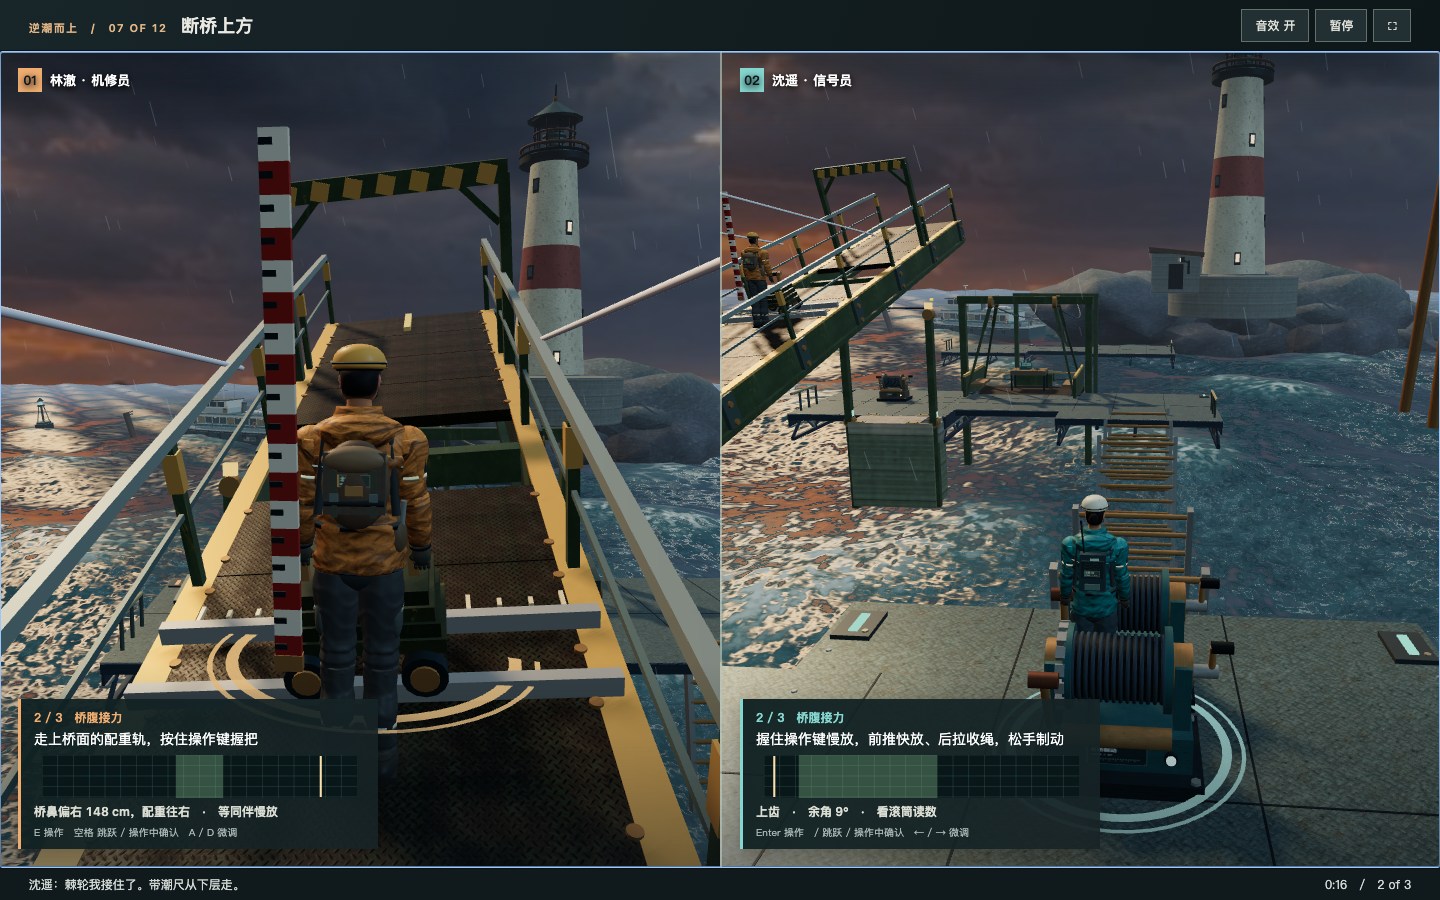 逆潮而上 / 07 OF 12 断桥上方
音效 开
暂停
01 林澈 · 机修员
02 沈遥 · 信号员
2 / 3 桥腹接力
走上桥面的配重轨，按住操作键握把
桥鼻偏右 148 cm，配重往右 · 等同伴慢放
E 操作 空格 跳跃 / 操作中确认 A / D 微调
2 / 3 桥腹接力
握住操作键慢放，前推快放、后拉收绳，松手制动
上齿 · 余角 9° · 看滚筒读数
Enter 操作 / 跳跃 / 操作中确认 ← / → 微调
沈遥：棘轮我接住了。带潮尺从下层走。
0:16 / 2 of 3